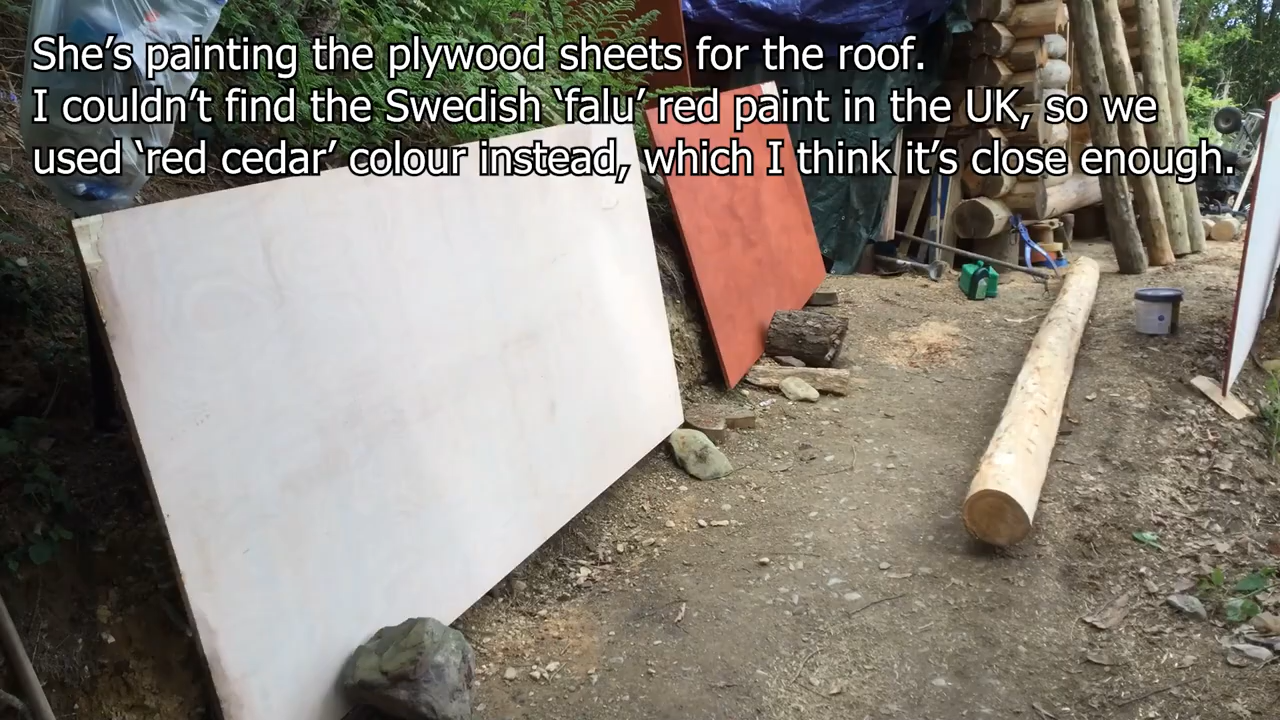 She’s painting the plywood sheets for the roof.
I couldn’t find the Swedish ‘falu’ red paint in the UK, so we
used ‘red cedar’ colour instead, which I think it’s close enough.